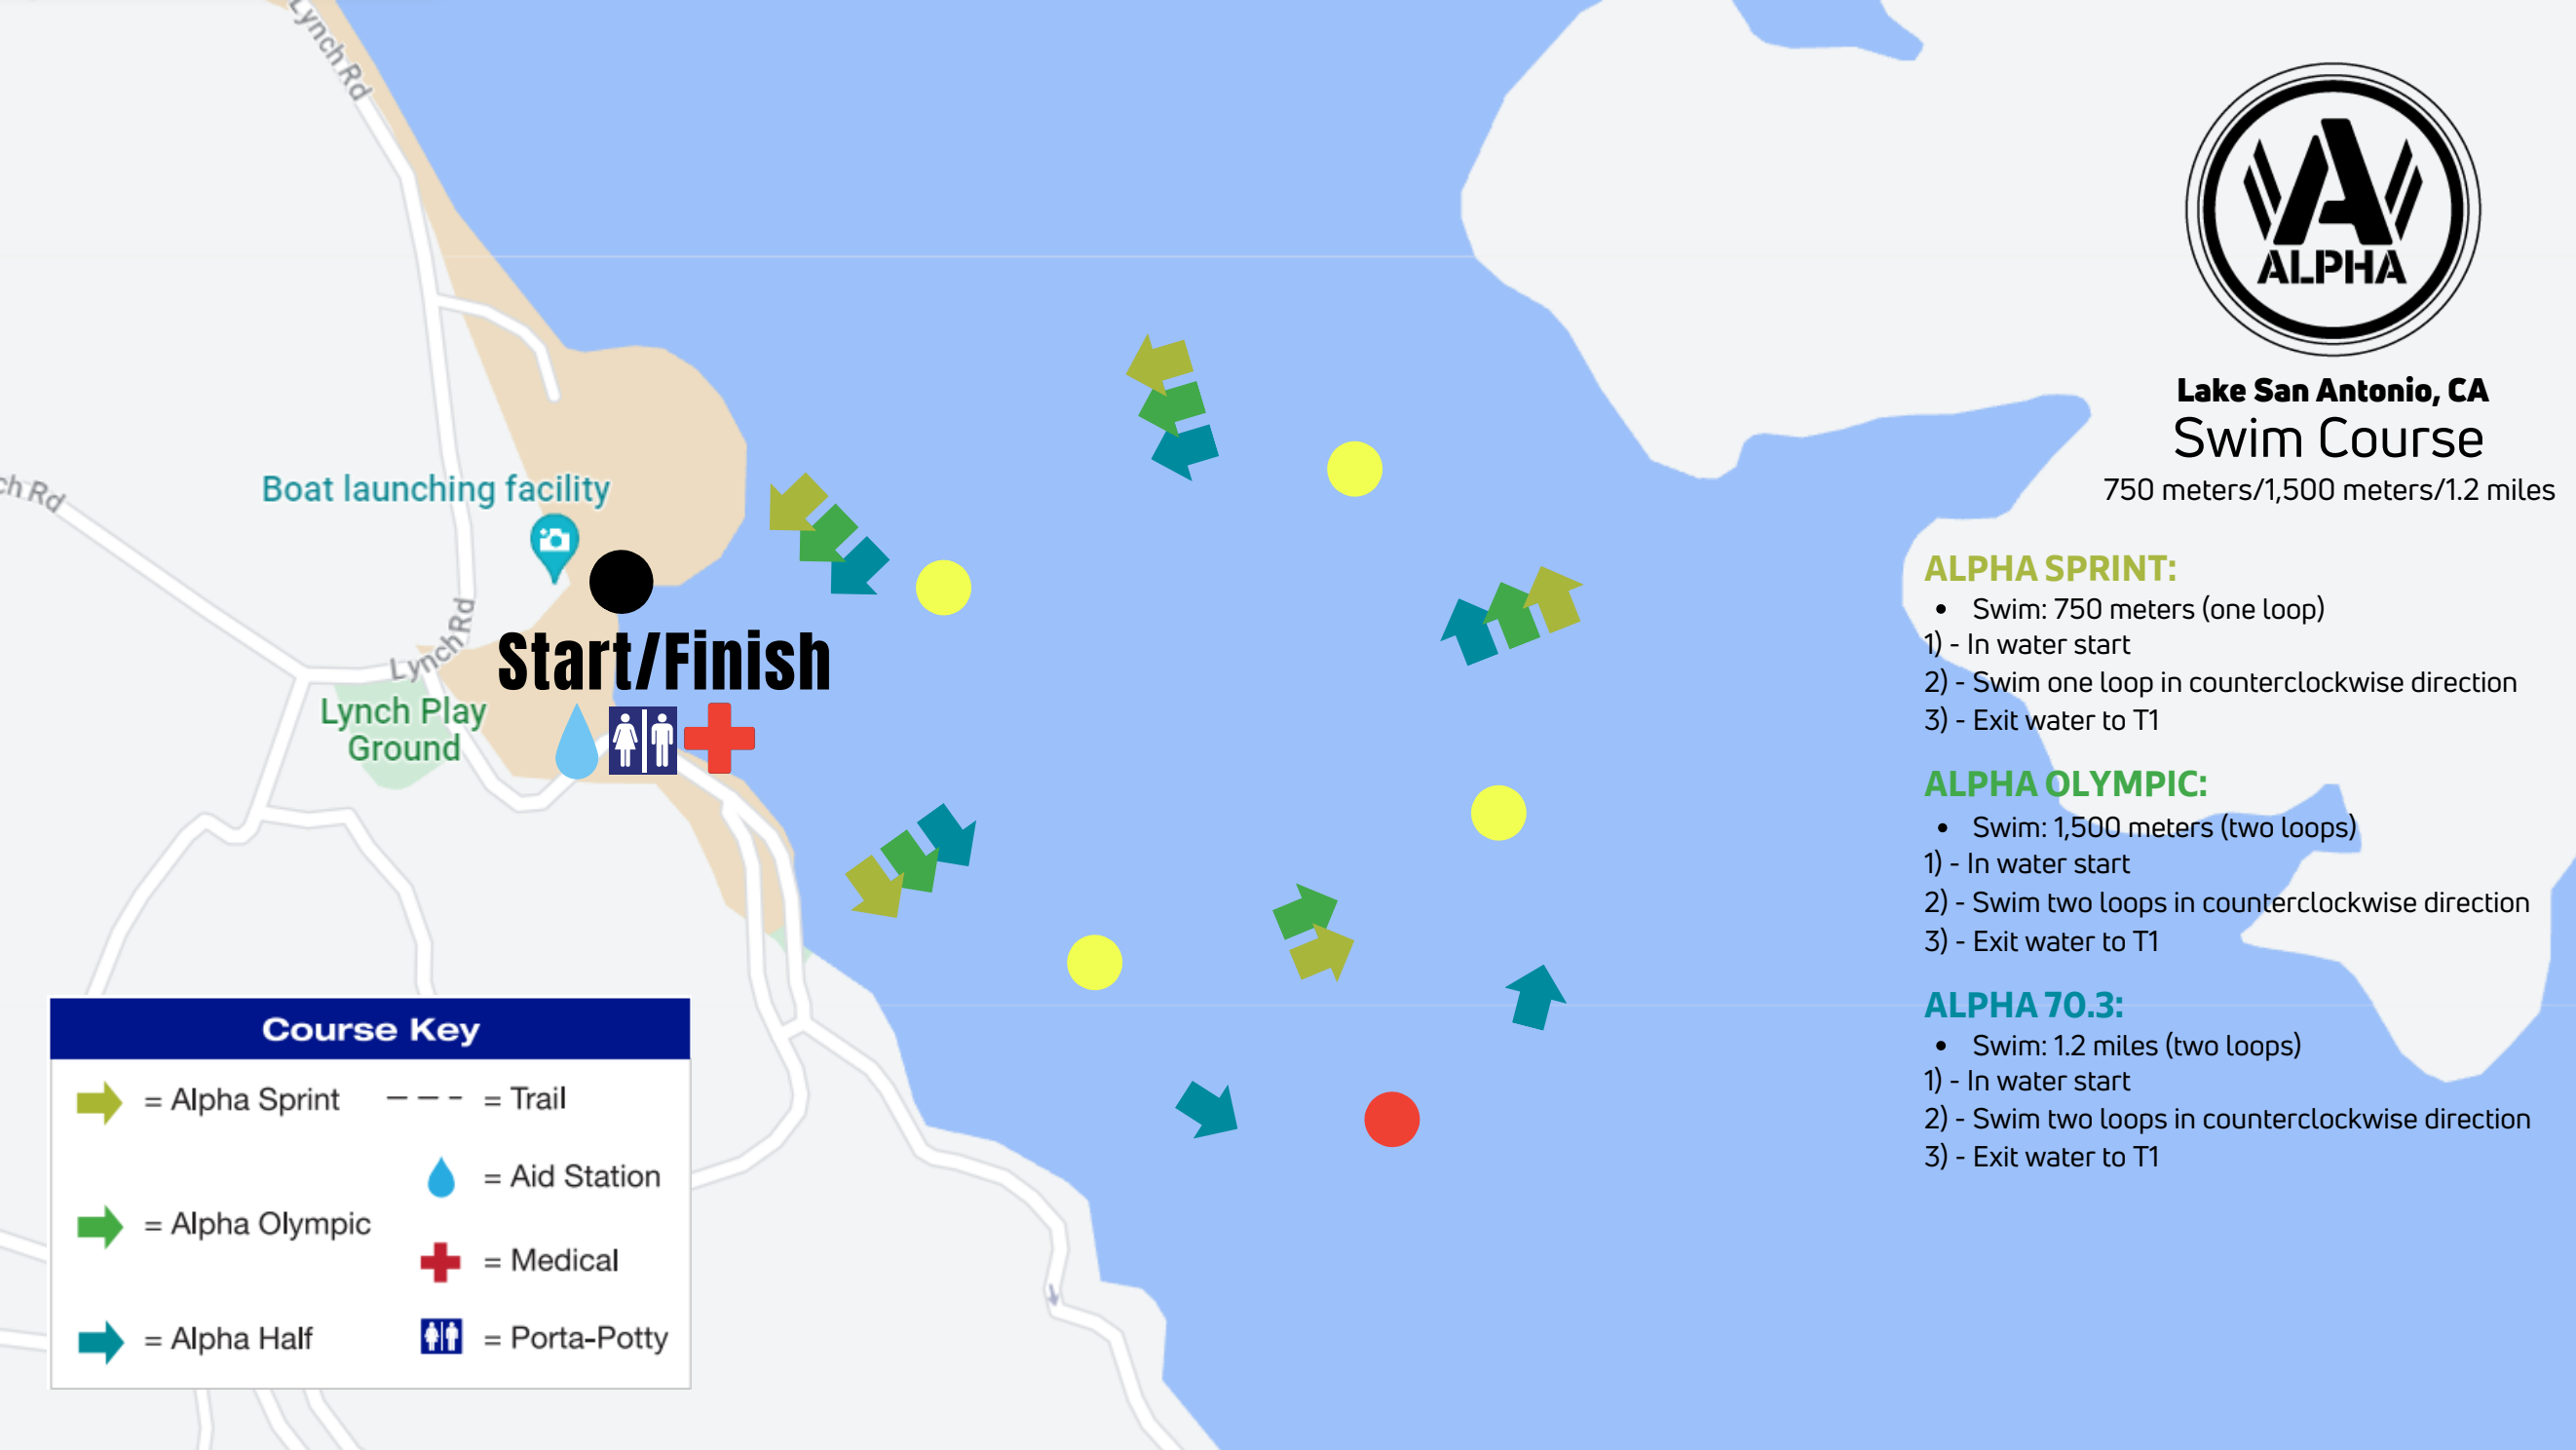 Lynch Rd
ch Rd
Boat launching facility
Lynch Rd
Start/Finish
Lynch Play
Ground
Course Key
= Alpha Sprint
= Trail
= Aid Station
= Alpha Olympic
= Medical
= Alpha Half
= Porta-Potty
A
ALPHA
Lake San Antonio, CA
Swim Course
750 meters/1,500 meters/1.2 miles
ALPHA SPRINT:
• Swim: 750 meters (one loop)
1) - In water start
2) - Swim one loop in counterclockwise direction
3) - Exit water to T1
ALPHA OLYMPIC:
• Swim: 1,500 meters (two loops)
1) - In water start
2) - Swim two loops in counterclockwise direction
3) - Exit water to T1
ALPHA 70.3:
• Swim: 1.2 miles (two loops)
1) - In water start
2) - Swim two loops in counterclockwise direction
3) - Exit water to T1